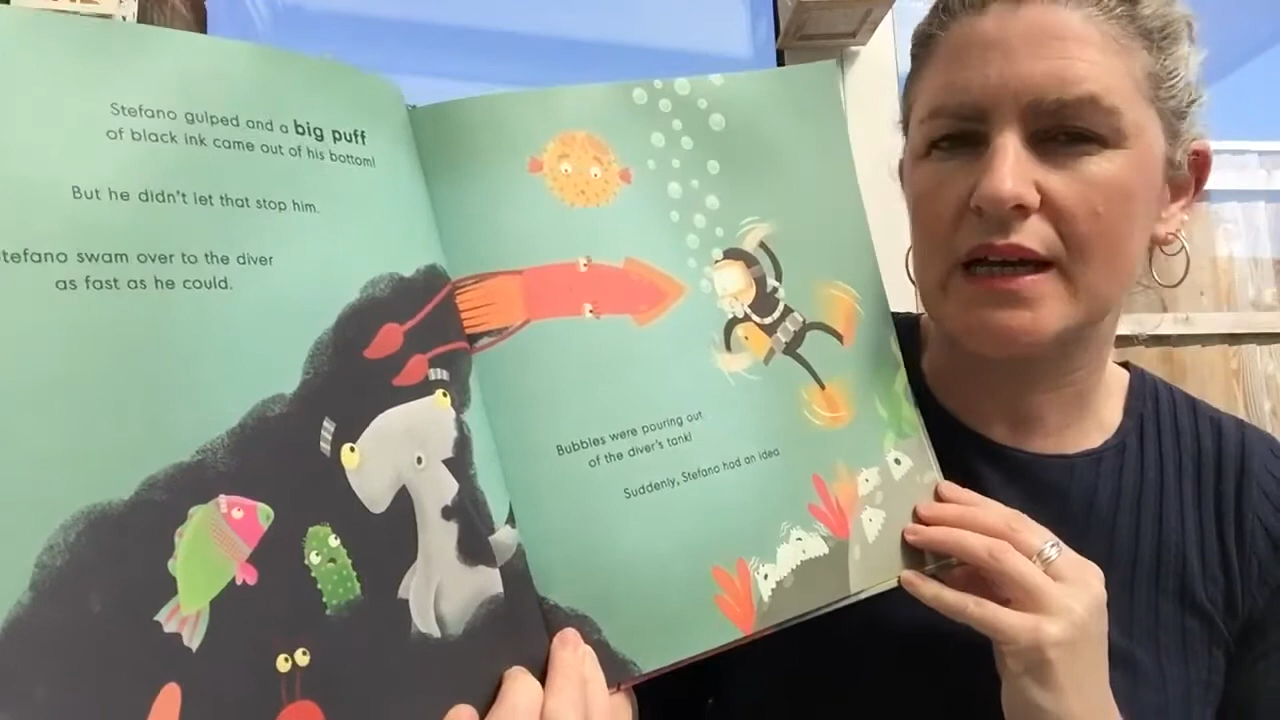 Stefano gulped and a big puff
of black ink came out of his bottom!
But he didn't let that stop him.
Stefano swam over to the diver
as fast as he could.
Bubbles were pouring out
of the diver's tank!
Suddenly, Stefano had an idea